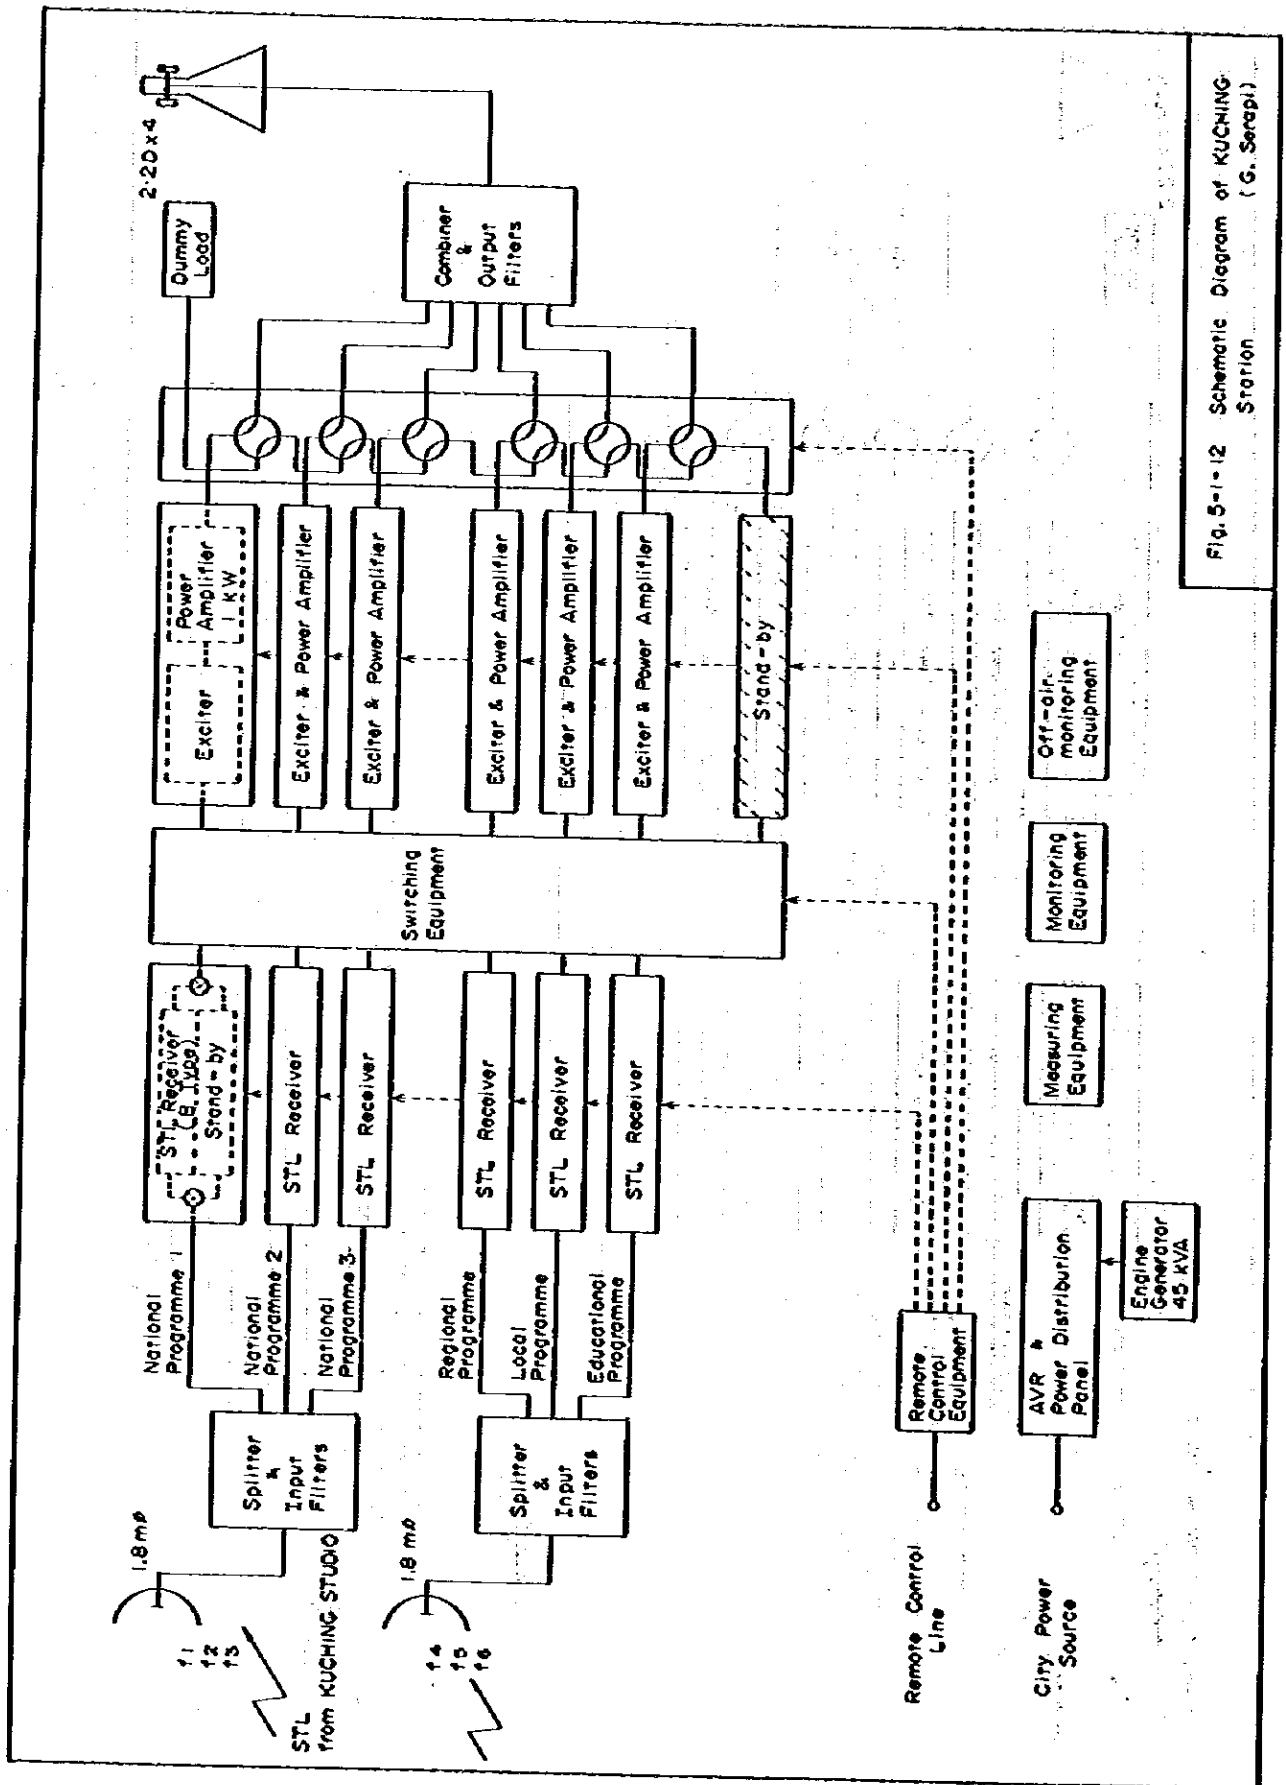 1.8 mø
f1
f2
f3
STL
from KUCHING STUDIO
Splitter
&
Input
Filters
National
Programme 1
National
Programme 2
National
Programme 3
STL Receiver
(B Type)
Stand-by
STL Receiver
STL Receiver
1.8 mø
f4
f5
f6
Splitter
&
Input
Filters
Regional
Programme
Local
Programme
Educational
Programme
STL Receiver
STL Receiver
STL Receiver
Switching
Equipment
Exciter
Power
Amplifier
1 KW
Exciter & Power Amplifier
Exciter & Power Amplifier
Exciter & Power Amplifier
Exciter & Power Amplifier
Exciter & Power Amplifier
Stand-by
Dummy
Load
2·2D x 4
Combiner
&
Output
Filters
Remote Control
Line
Remote
Control
Equipment
City Power
Source
AVR &
Power Distribution
Panel
Engine
Generator
45 kVA
Measuring
Equipment
Monitoring
Equipment
Off-air
monitoring
Equipment
Fig. 5-1-12 Schematic Diagram of KUCHING
Station (G. Serapi)